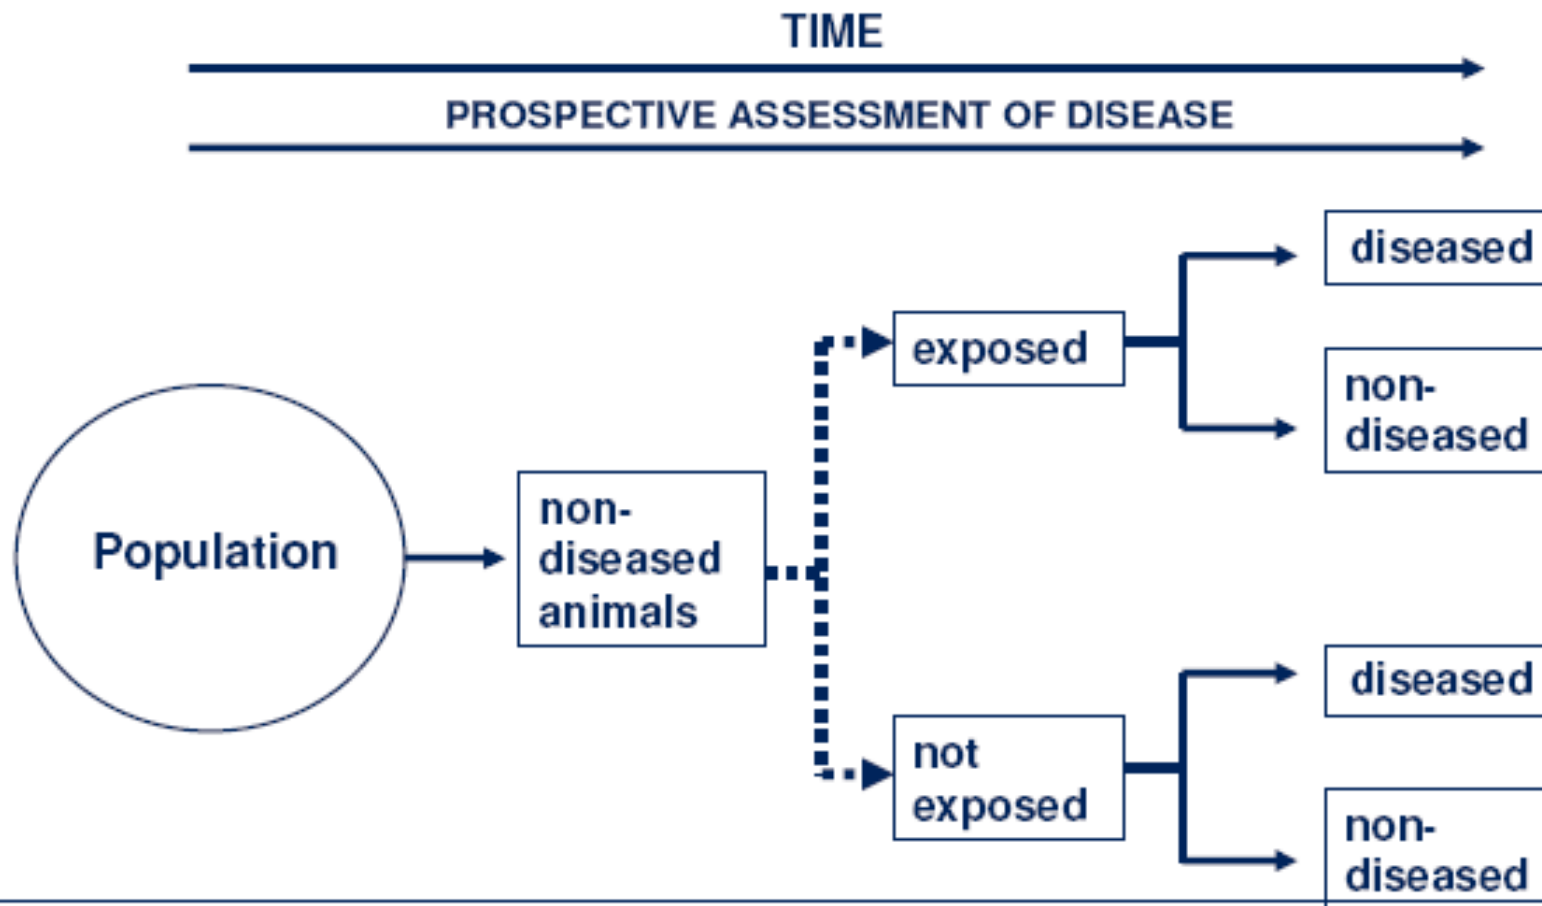 TIME
PROSPECTIVE ASSESSMENT OF DISEASE
Population
non-
diseased
animals
exposed
not
exposed
diseased
non-
diseased
diseased
non-
diseased